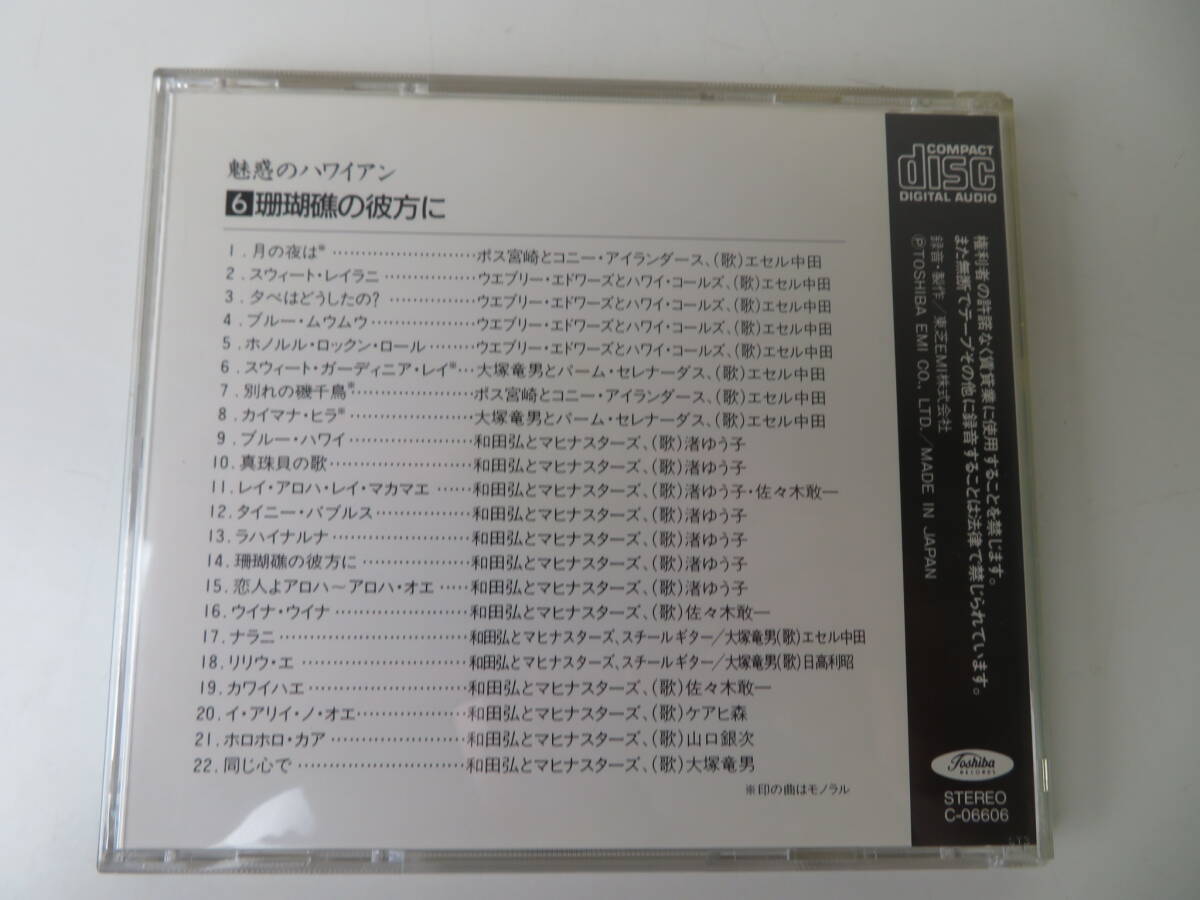 魅惑のハワイアン
6 珊瑚礁の彼方に
1. 月の夜は※ ………………………ボス宮崎とコニー・アイランダース、(歌)エセル中田
2. スウィート・レイラニ ………………ウエブリー・エドワーズとハワイ・コールズ、(歌)エセル中田
3. 夕べはどうしたの? ……………ウエブリー・エドワーズとハワイ・コールズ、(歌)エセル中田
4. ブルー・ムウムウ ………………ウエブリー・エドワーズとハワイ・コールズ、(歌)エセル中田
5. ホノルル・ロックン・ロール ………ウエブリー・エドワーズとハワイ・コールズ、(歌)エセル中田
6. スウィート・ガーディニア・レイ※…大塚竜男とパーム・セレナーダス、(歌)エセル中田
7. 別れの磯千鳥※…………………ボス宮崎とコニー・アイランダース、(歌)エセル中田
8. カイマナ・ヒラ※…………………大塚竜男とパーム・セレナーダス、(歌)エセル中田
9. ブルー・ハワイ …………………和田弘とマヒナスターズ、(歌)渚ゆう子
10. 真珠貝の歌……………………和田弘とマヒナスターズ、(歌)渚ゆう子
11. レイ・アロハ・レイ・マカマエ ……和田弘とマヒナスターズ、(歌)渚ゆう子・佐々木敢一
12. タイニー・バブルス ……………和田弘とマヒナスターズ、(歌)渚ゆう子
13. ラハイナルナ …………………和田弘とマヒナスターズ、(歌)渚ゆう子
14. 珊瑚礁の彼方に ………………和田弘とマヒナスターズ、(歌)渚ゆう子
15. 恋人よアロハ～アロハ・オエ ……和田弘とマヒナスターズ、(歌)渚ゆう子
16. ウイナ・ウイナ …………………和田弘とマヒナスターズ、(歌)佐々木敢一
17. ナラニ …………………………和田弘とマヒナスターズ、スチールギター/大塚竜男(歌)エセル中田
18. リリウ・エ ………………………和田弘とマヒナスターズ、スチールギター/大塚竜男(歌)日高利昭
19. カワイハエ………………………和田弘とマヒナスターズ、(歌)佐々木敢一
20. イ・アリイ・ノ・オエ………………和田弘とマヒナスターズ、(歌)ケアヒ森
21. ホロホロ・カア …………………和田弘とマヒナスターズ、(歌)山口銀次
22. 同じ心で ………………………和田弘とマヒナスターズ、(歌)大塚竜男
※印の曲はモノラル
COMPACT
disc
DIGITAL AUDIO
権利者の許諾なく賃貸業に使用することを禁じます。
また無断でテープその他に録音することは法律で禁じられています。
録音・製作/東芝EMI株式会社
ⓅTOSHIBA EMI CO., LTD./MADE IN JAPAN
Toshiba
RECORDS
STEREO
C-06606